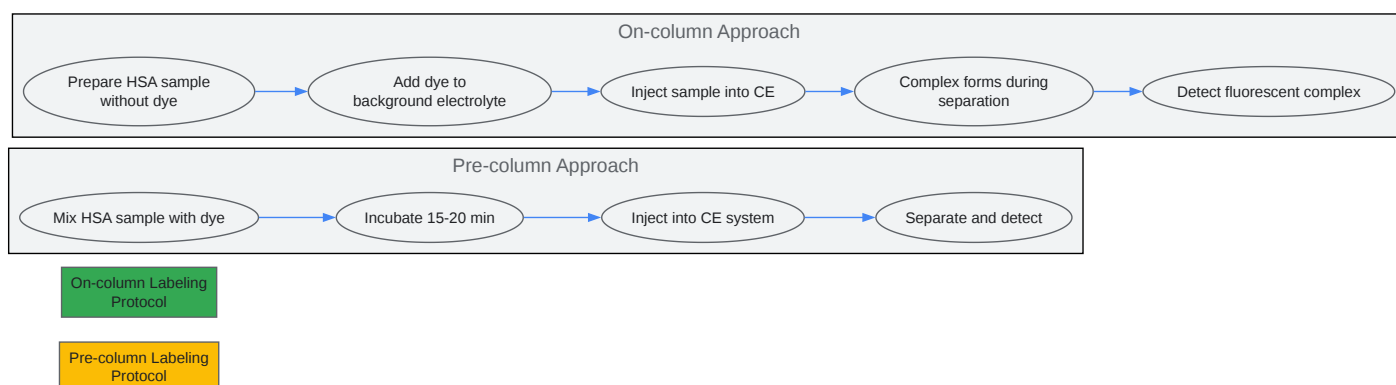 On-column Approach
Prepare HSA sample
without dye
Add dye to
background electrolyte
Inject sample into CE
Complex forms during
separation
Detect fluorescent complex
Pre-column Approach
Mix HSA sample with dye
Incubate 15-20 min
Inject into CE system
Separate and detect
On-column Labeling
Protocol
Pre-column Labeling
Protocol